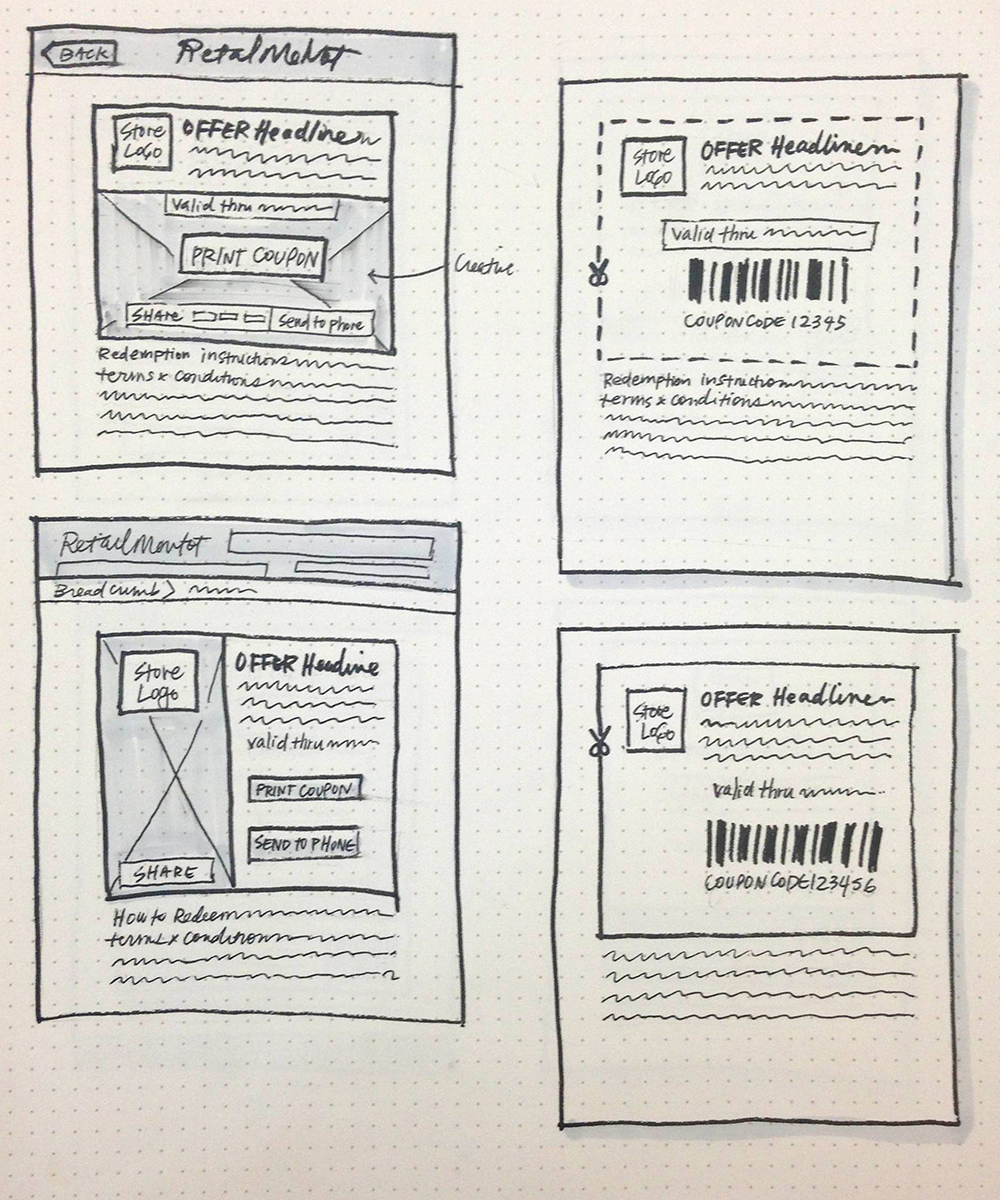 BACK
RetailMeNot
Store
Logo
OFFER Headline
Valid thru
PRINT COUPON
Creative
SHARE
Send to phone
Redemption instructions
terms & conditions
Store
Logo
OFFER Headline
valid thru
COUPON CODE 12345
Redemption instruction
terms & conditions
RetailMeNot
Breadcrumb >
Store
Logo
OFFER Headline
valid thru
PRINT COUPON
SEND TO PHONE
SHARE
How to Redeem
terms & conditions
Store
Logo
OFFER Headline
valid thru
COUPON CODE 123456